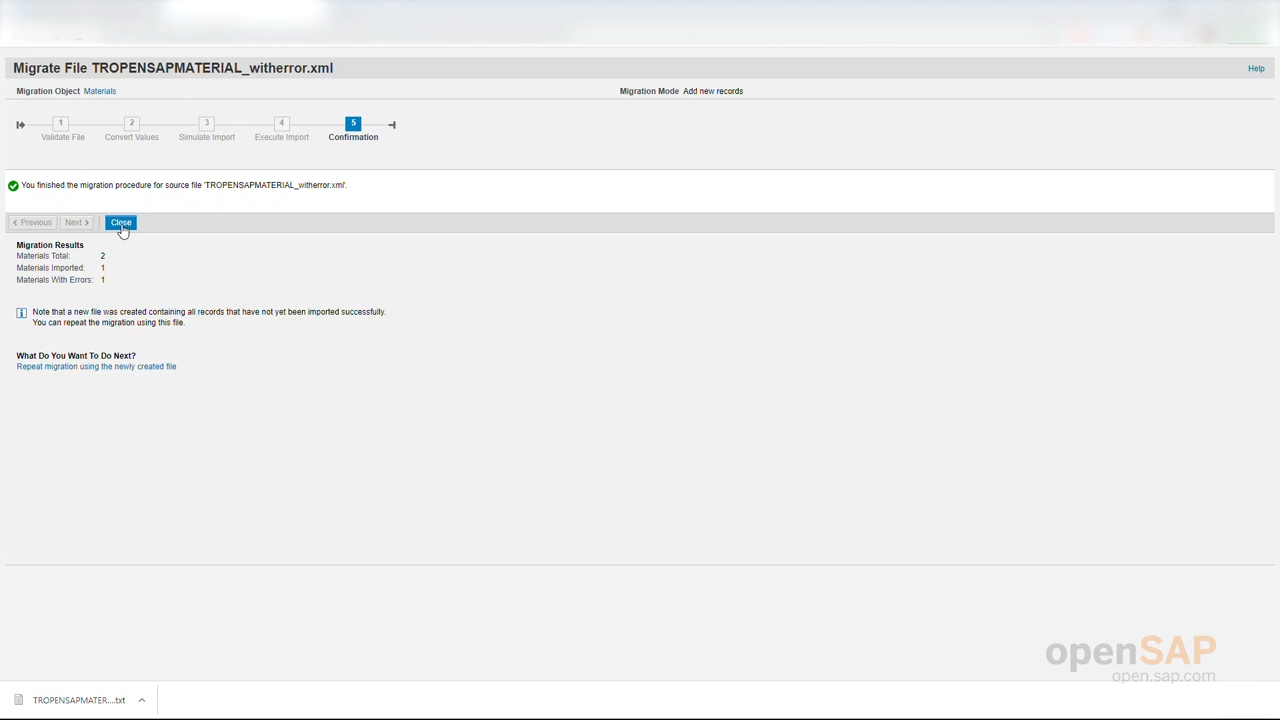 Migrate File TROPENSAPMATERIAL_witherror.xml
Help
Migration Object Materials
Migration Mode Add new records
1 2 3 4 5
Validate File Convert Values Simulate Import Execute Import Confirmation
You finished the migration procedure for source file 'TROPENSAPMATERIAL_witherror.xml'.
Previous Next Close
Migration Results
Materials Total: 2
Materials Imported: 1
Materials With Errors: 1
Note that a new file was created containing all records that have not yet been imported successfully.
You can repeat the migration using this file.
What Do You Want To Do Next?
Repeat migration using the newly created file
openSAP
open.sap.com
TROPENSAPMATER....txt